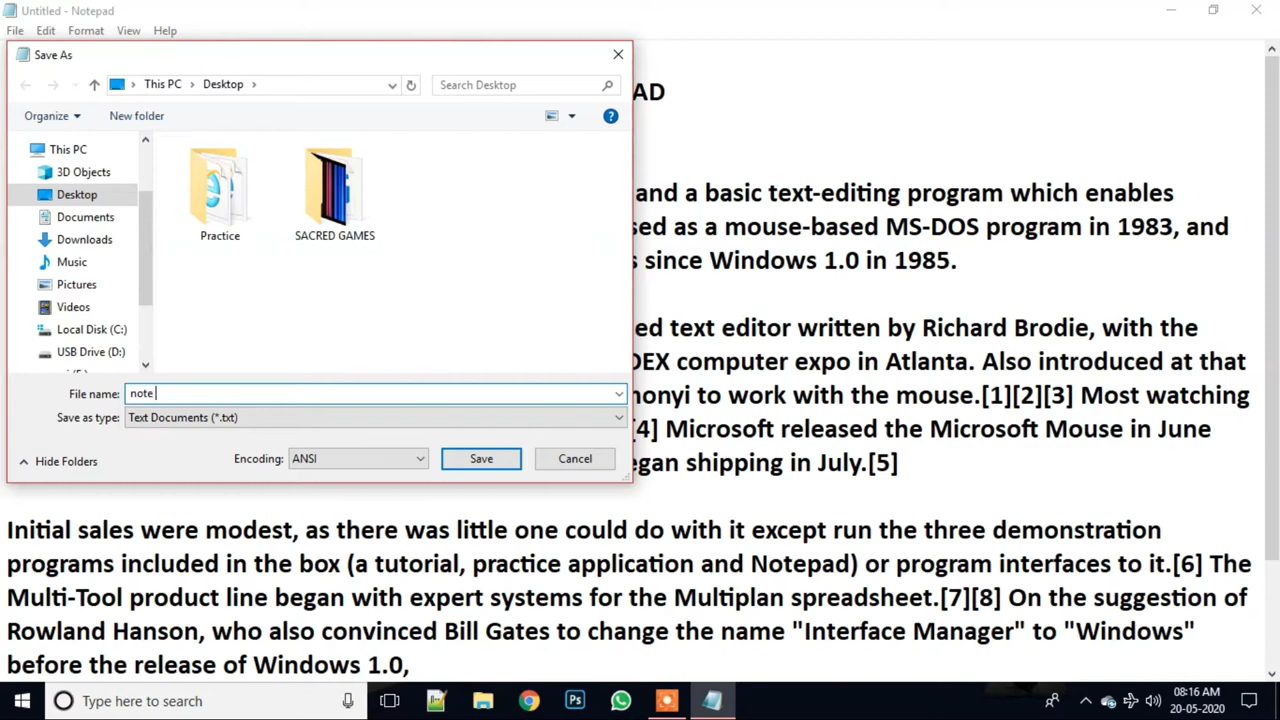 Untitled - Notepad
File Edit Format View Help
Save As
This PC Desktop
Search Desktop
Organize New folder
This PC
3D Objects
Desktop
Documents
Downloads
Music
Pictures
Videos
Local Disk (C:)
USB Drive (D:)
Practice
SACRED GAMES
File name: note
Save as type: Text Documents (*.txt)
Hide Folders
Encoding: ANSI
Save
Cancel
AD
and a basic text-editing program which enables
sed as a mouse-based MS-DOS program in 1983, and
s since Windows 1.0 in 1985.
ed text editor written by Richard Brodie, with the
DEX computer expo in Atlanta. Also introduced at that
nonyi to work with the mouse.[1][2][3] Most watching
[4] Microsoft released the Microsoft Mouse in June
egan shipping in July.[5]
Initial sales were modest, as there was little one could do with it except run the three demonstration
programs included in the box (a tutorial, practice application and Notepad) or program interfaces to it.[6] The
Multi-Tool product line began with expert systems for the Multiplan spreadsheet.[7][8] On the suggestion of
Rowland Hanson, who also convinced Bill Gates to change the name "Interface Manager" to "Windows"
before the release of Windows 1.0,
Type here to search
08:16 AM
20-05-2020